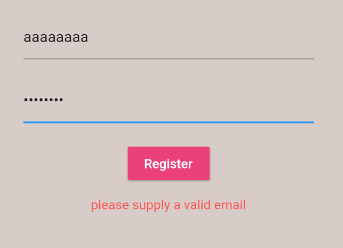 aaaaaaaa
••••••••
Register
please supply a valid email